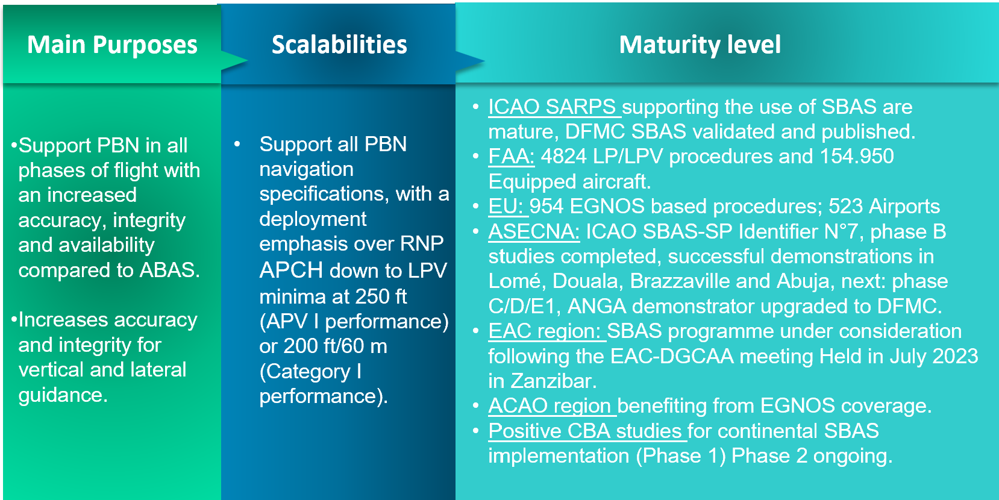 Main Purposes
•Support PBN in all
phases of flight with
an increased
accuracy, integrity
and availability
compared to ABAS.
•Increases accuracy
and integrity for
vertical and lateral
guidance.
Scalabilities
• Support all PBN
navigation
specifications, with a
deployment
emphasis over RNP
APCH down to LPV
minima at 250 ft
(APV I performance)
or 200 ft/60 m
(Category I
performance).
Maturity level
• ICAO SARPS supporting the use of SBAS are
mature, DFMC SBAS validated and published.
• FAA: 4824 LP/LPV procedures and 154.950
Equipped aircraft.
• EU: 954 EGNOS based procedures; 523 Airports
• ASECNA: ICAO SBAS-SP Identifier N°7, phase B
studies completed, successful demonstrations in
Lomé, Douala, Brazzaville and Abuja, next: phase
C/D/E1, ANGA demonstrator upgraded to DFMC.
• EAC region: SBAS programme under consideration
following the EAC-DGCAA meeting Held in July 2023
in Zanzibar.
• ACAO region benefiting from EGNOS coverage.
• Positive CBA studies for continental SBAS
implementation (Phase 1) Phase 2 ongoing.